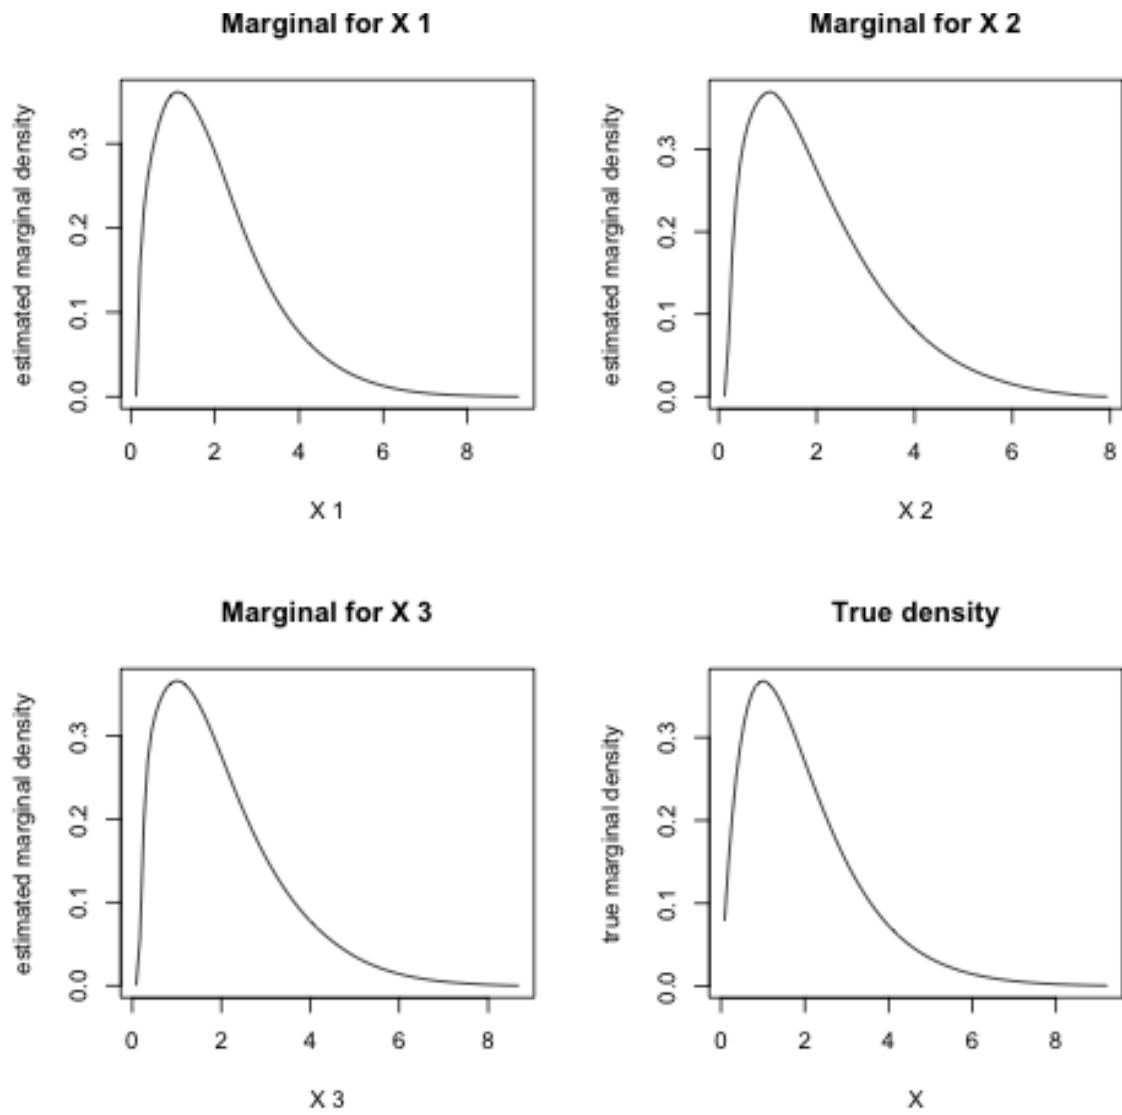 Marginal for X 1
estimated marginal density
0.0 0.1 0.2 0.3
0 2 4 6 8
X 1
Marginal for X 2
estimated marginal density
0.0 0.1 0.2 0.3
0 2 4 6 8
X 2
Marginal for X 3
estimated marginal density
0.0 0.1 0.2 0.3
0 2 4 6 8
X 3
True density
true marginal density
0.0 0.1 0.2 0.3
0 2 4 6 8
X